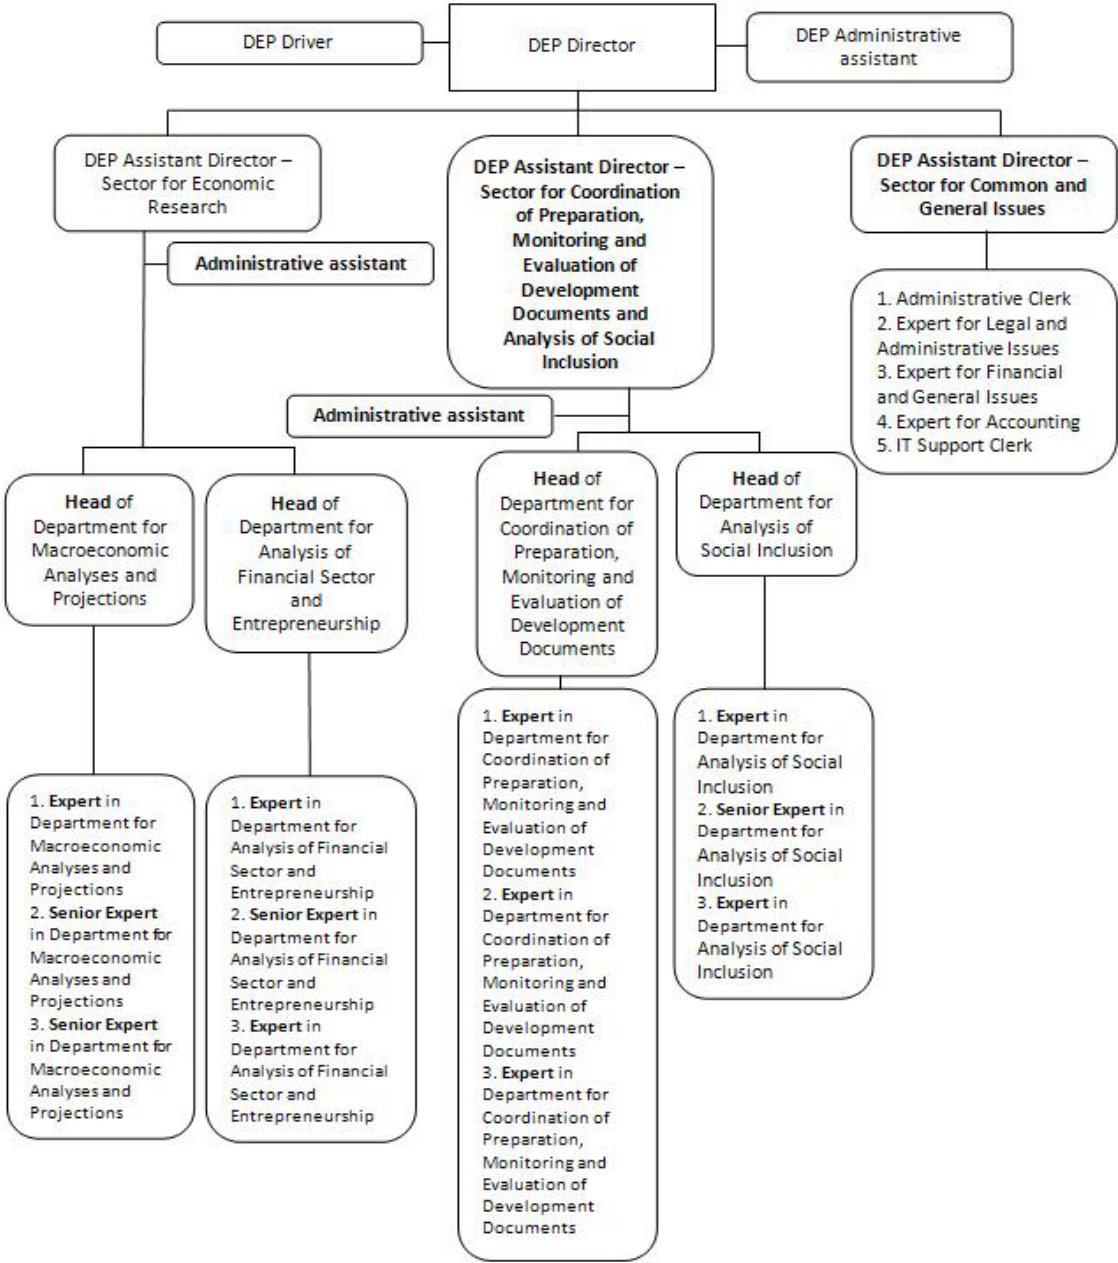 DEP Driver
DEP Director
DEP Administrative
assistant
DEP Assistant Director –
Sector for Economic
Research
DEP Assistant Director –
Sector for Coordination
of Preparation,
Monitoring and
Evaluation of
Development
Documents and
Analysis of Social
Inclusion
DEP Assistant Director –
Sector for Common and
General Issues
Administrative assistant
1. Administrative Clerk
2. Expert for Legal and
Administrative Issues
3. Expert for Financial
and General Issues
4. Expert for Accounting
5. IT Support Clerk
Administrative assistant
Head of
Department for
Macroeconomic
Analyses and
Projections
Head of
Department for
Analysis of
Financial Sector
and
Entrepreneurship
Head of
Department for
Coordination of
Preparation,
Monitoring and
Evaluation of
Development
Documents
Head of
Department for
Analysis of
Social Inclusion
1. Expert in
Department for
Macroeconomic
Analyses and
Projections
2. Senior Expert
in Department for
Macroeconomic
Analyses and
Projections
3. Senior Expert
in Department for
Macroeconomic
Analyses and
Projections
1. Expert in
Department for
Analysis of Financial
Sector and
Entrepreneurship
2. Senior Expert in
Department for
Analysis of Financial
Sector and
Entrepreneurship
3. Expert in
Department for
Analysis of Financial
Sector and
Entrepreneurship
1. Expert in
Department for
Coordination of
Preparation,
Monitoring and
Evaluation of
Development
Documents
2. Expert in
Department for
Coordination of
Preparation,
Monitoring and
Evaluation of
Development
Documents
3. Expert in
Department for
Coordination of
Preparation,
Monitoring and
Evaluation of
Development
Documents
1. Expert in
Department for
Analysis of Social
Inclusion
2. Senior Expert in
Department for
Analysis of Social
Inclusion
3. Expert in
Department for
Analysis of Social
Inclusion